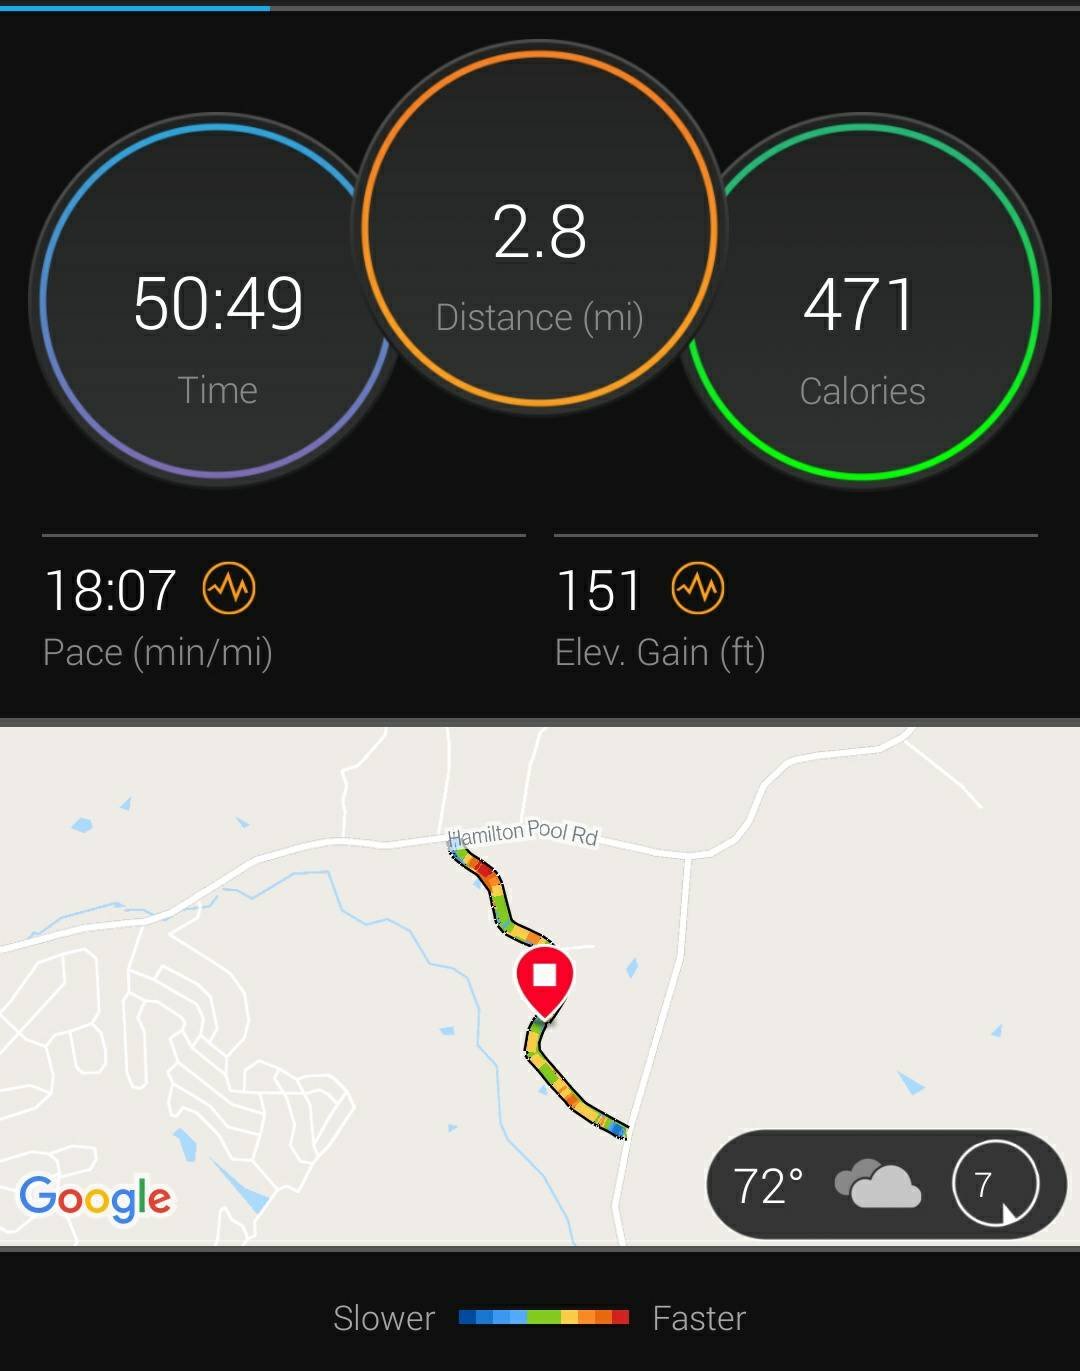 2.8
Distance (mi)
50:49
Time
471
Calories
18:07
Pace (min/mi)
151
Elev. Gain (ft)
Hamilton Pool Rd
Google
72°
7
Slower
Faster